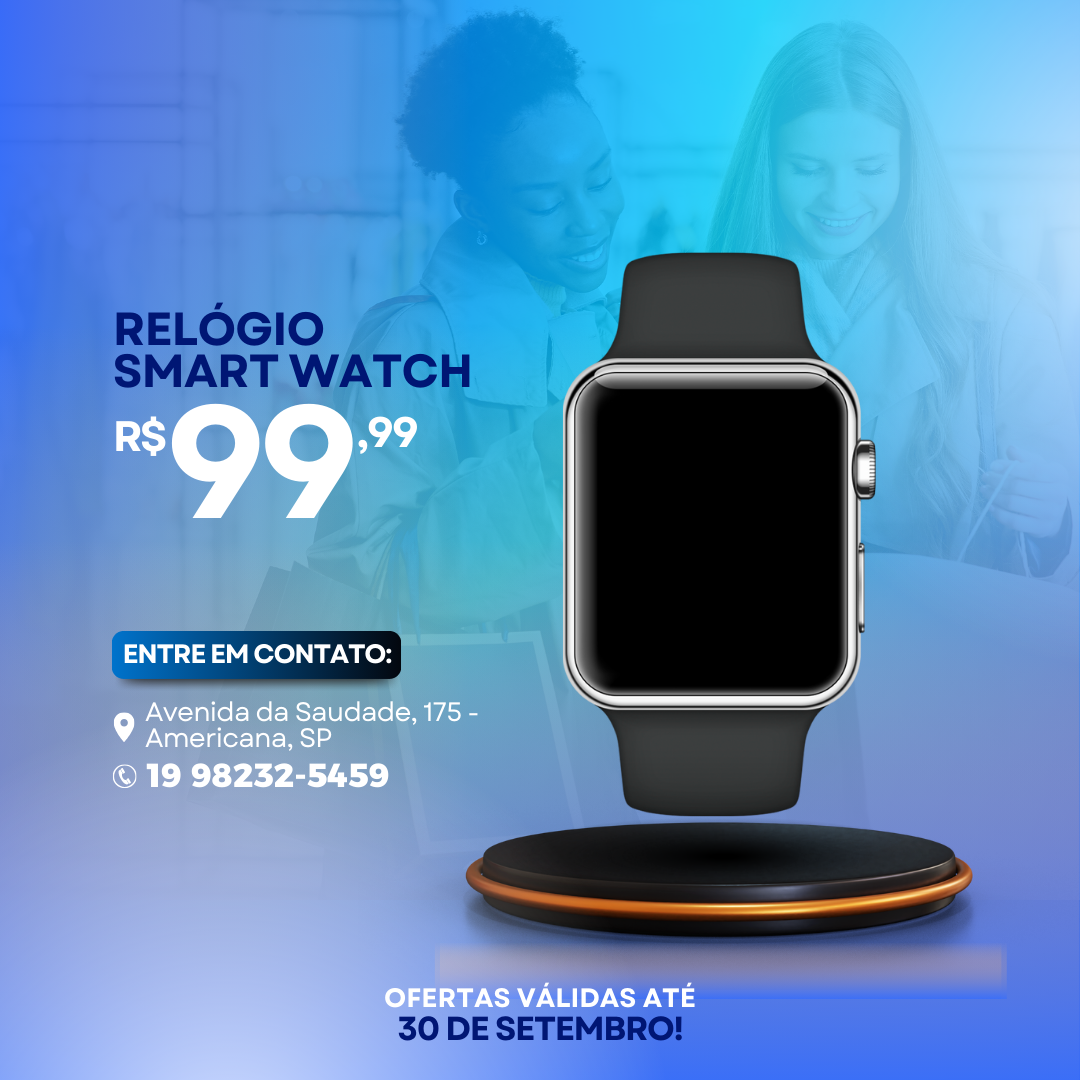 RELÓGIO
SMART WATCH
R$99,99
ENTRE EM CONTATO:
Avenida da Saudade, 175 -
Americana, SP
19 98232-5459
OFERTAS VÁLIDAS ATÉ
30 DE SETEMBRO!